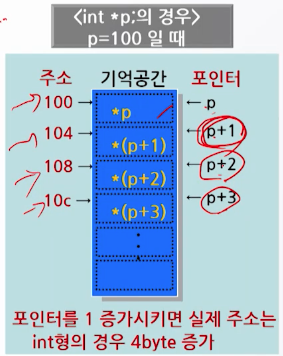 <int *p;의 경우>
p=100 일 때
주소 기억공간 포인터
100 *p p
104 *(p+1) p+1
108 *(p+2) p+2
10c *(p+3) p+3
:
포인터를 1 증가시키면 실제 주소는
int형의 경우 4byte 증가